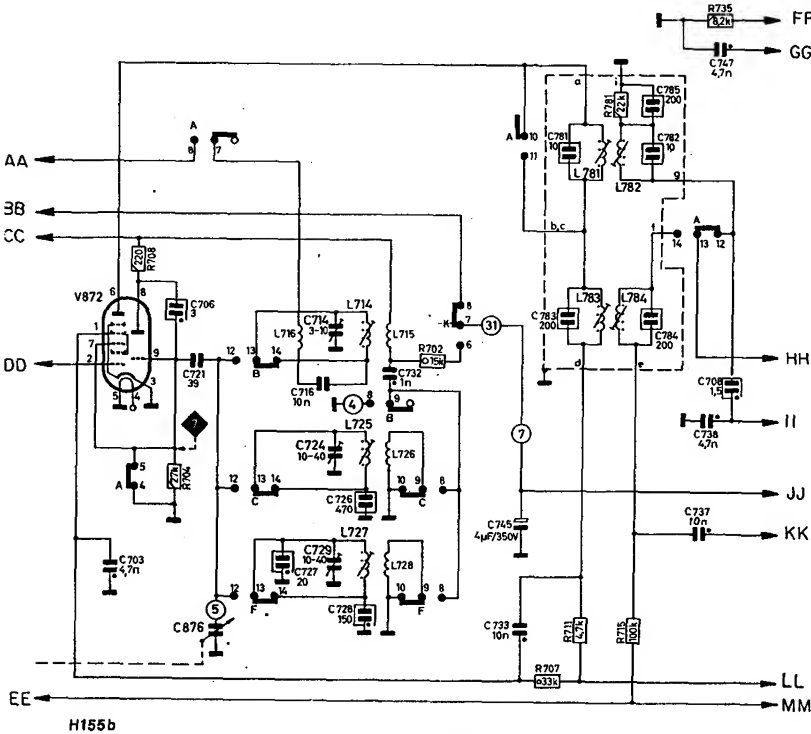 R735
8,2k
FF
GG
C747
4,7n
a
i
R781
22k
C785
200
A
8
7
A
10
11
C781
10
C782
10
L781
L782
g
AA
BB
CC
b,c
f
A
14
13
12
220
R708
V872
6
8
C706
3
1
7
2
9
3
5
4
DD
C721
39
12
13
14
B
L714
C714
3-10
L716
L715
C716
10n
R702
15k
C732
1n
8
K
7
6
31
4
8
9
B
C783
200
L783
L784
C784
200
d
e
HH
C708
1,5
II
C738
4,7n
7
5
A
4
27k
R704
L725
C724
10-40
12
13
14
C
C726
470
L726
10
9
8
C
7
JJ
C745
4µF/350V
C737
10n
KK
L727
C729
10-40
C727
20
12
13
14
F
C728
150
L728
10
9
8
F
C703
4,7n
5
C876
C733
10n
R711
4,7k
R715
100k
R707
33k
LL
EE
MM
H155b